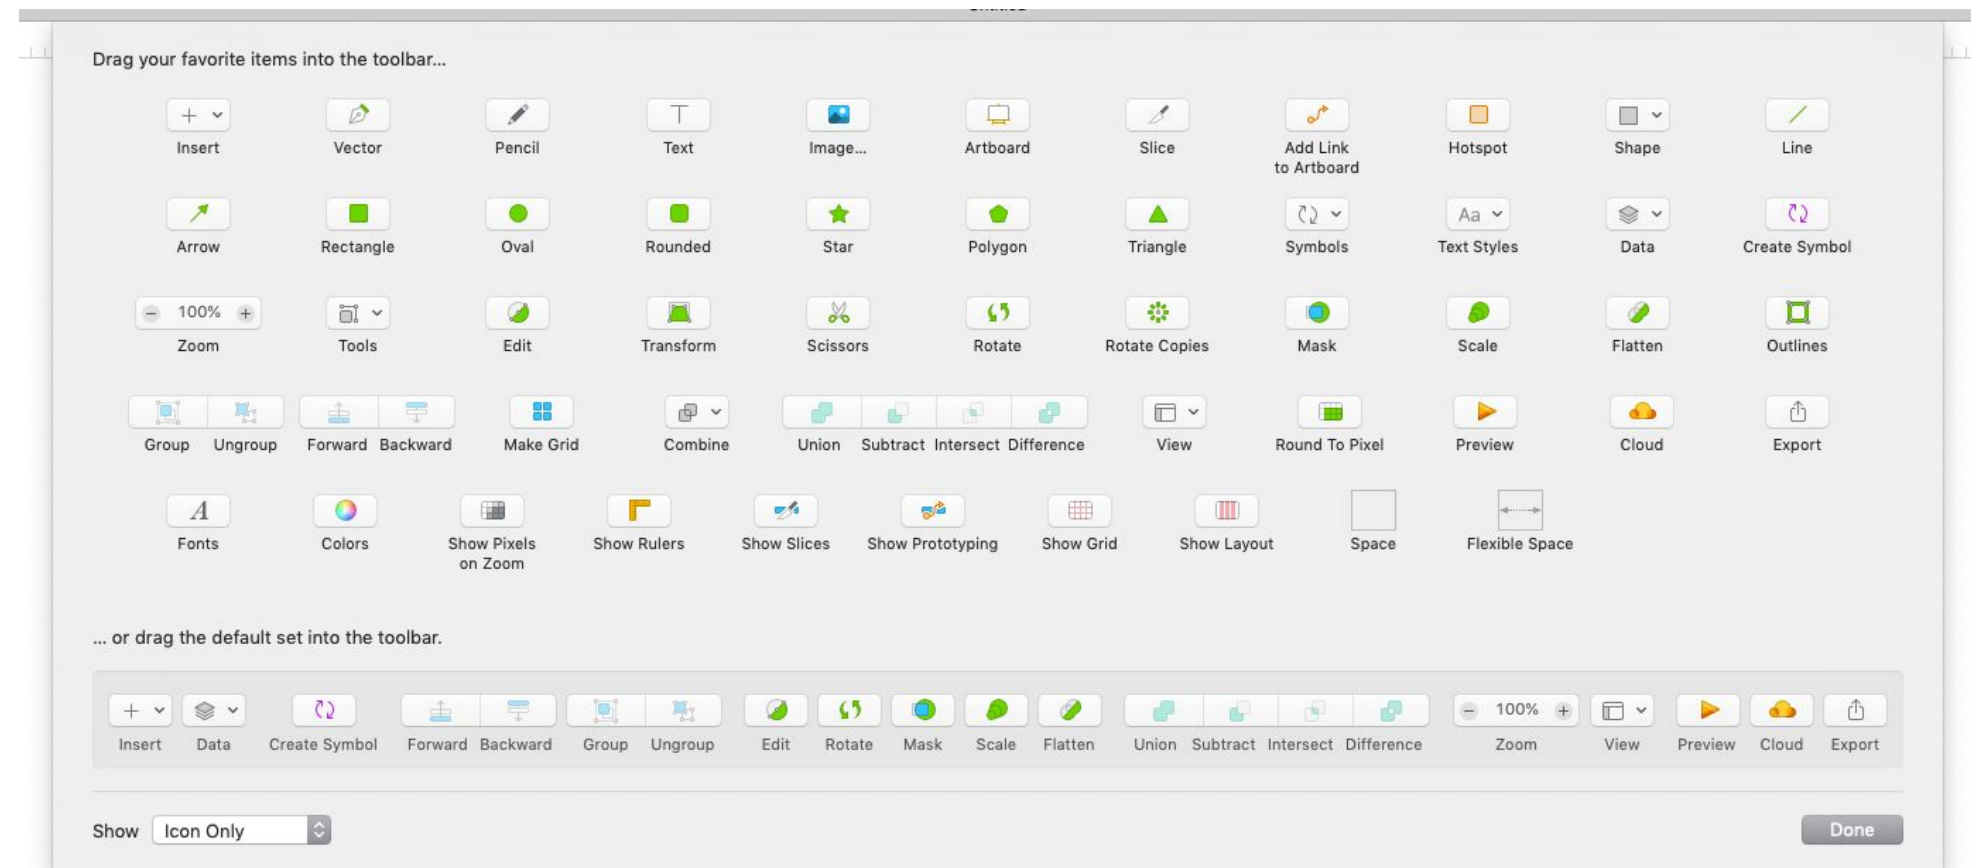 Drag your favorite items into the toolbar...
Insert Vector Pencil Text Image... Artboard Slice Add Link to Artboard Hotspot Shape Line
Arrow Rectangle Oval Rounded Star Polygon Triangle Symbols Aa Text Styles Data Create Symbol
100%
Zoom Tools Edit Transform Scissors Rotate Rotate Copies Mask Scale Flatten Outlines
Group Ungroup Forward Backward Make Grid Combine Union Subtract Intersect Difference View Round To Pixel Preview Cloud Export
A
Fonts Colors Show Pixels on Zoom Show Rulers Show Slices Show Prototyping Show Grid Show Layout Space Flexible Space
... or drag the default set into the toolbar.
100%
Insert Data Create Symbol Forward Backward Group Ungroup Edit Rotate Mask Scale Flatten Union Subtract Intersect Difference Zoom View Preview Cloud Export
Show Icon Only Done